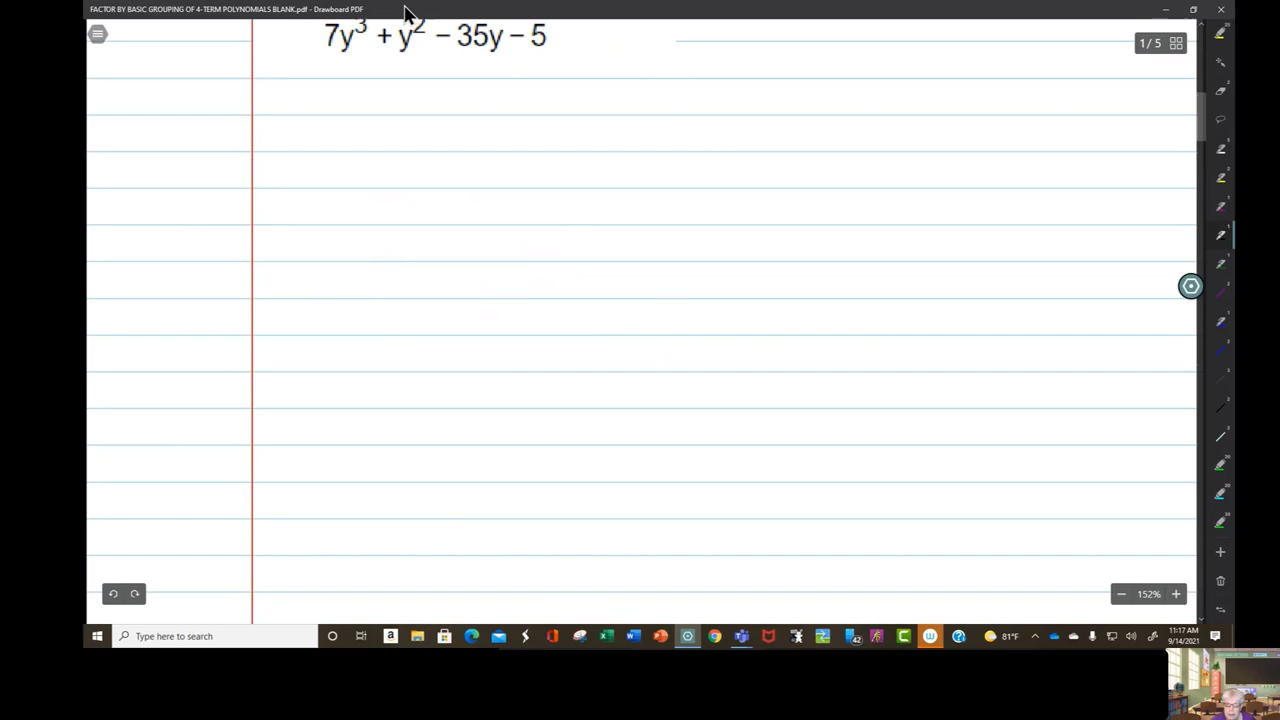 FACTOR BY BASIC GROUPING OF 4-TERM POLYNOMIALS BLANK.pdf - Drawboard PDF
7y³ + y² − 35y − 5
1 / 5
152%
Type here to search
81°F
11:17 AM
9/14/2021